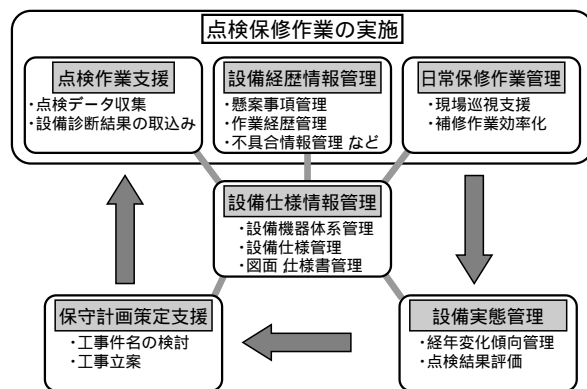 点検保修作業の実施
点検作業支援
・点検データ収集
・設備診断結果の取込み
設備経歴情報管理
・懸案事項管理
・作業経歴管理
・不具合情報管理 など
日常保修作業管理
・現場巡視支援
・補修作業効率化
設備仕様情報管理
・設備機器体系管理
・設備仕様管理
・図面 仕様書管理
保守計画策定支援
・工事件名の検討
・工事立案
設備実態管理
・経年変化傾向管理
・点検結果評価